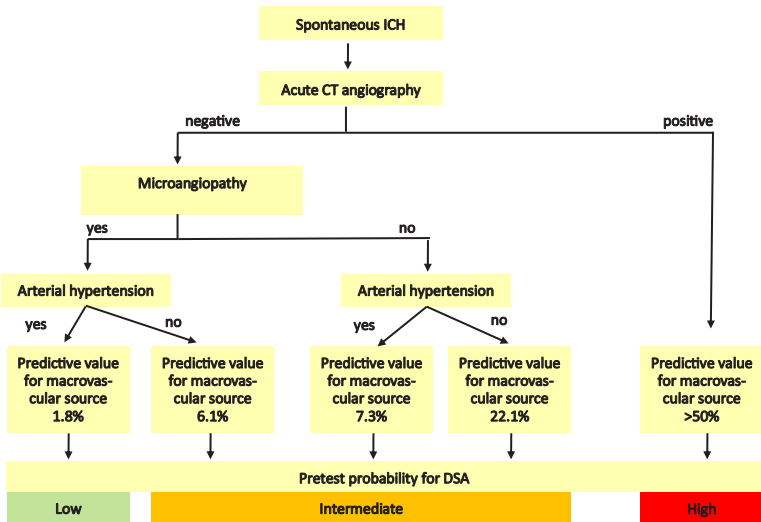 Spontaneous ICH
Acute CT angiography
negative
positive
Microangiopathy
yes
no
Arterial hypertension
Arterial hypertension
yes
no
yes
no
Predictive value
for macrovas-
cular source
1.8%
Predictive value
for macrovas-
cular source
6.1%
Predictive value
for macrovas-
cular source
7.3%
Predictive value
for macrovas-
cular source
22.1%
Predictive value
for macrovas-
cular source
>50%
Pretest probability for DSA
Low
Intermediate
High